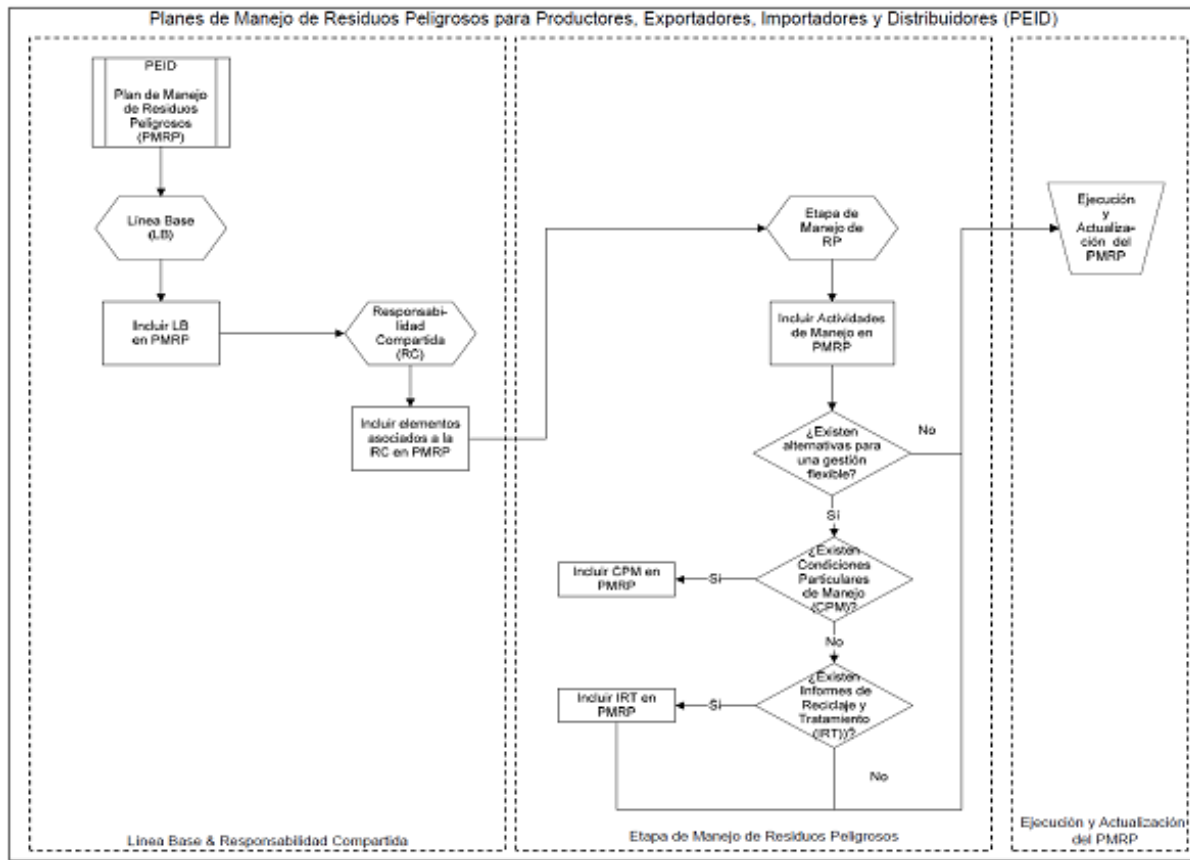 Planes de Manejo de Residuos Peligrosos para Productores, Exportadores, Importadores y Distribuidores (PEID)
PEID
Plan de Manejo
de Residuos
Peligrosos
(PMRP)
Línea Base
(LB)
Incluir LB
en PMRP
Responsabi-
lidad
Compartida
(RC)
Incluir elementos
asociados a la
RC en PMRP
Línea Base & Responsabilidad Compartida
Etapa de
Manejo de
RP
Incluir Actividades
de Manejo en
PMRP
¿Existen
alternativas para
una gestión
flexible?
No
Sí
¿Existen
Condiciones
Particulares
de Manejo
(CPM)?
Si
Incluir CPM en
PMRP
No
¿Existen
Informes de
Reciclaje y
Tratamiento
(IRT))?
Si
Incluir IRT en
PMRP
No
Etapa de Manejo de Residuos Peligrosos
Ejecución
y
Actualiza-
ción del
PMRP
Ejecución y Actualización
del PMRP